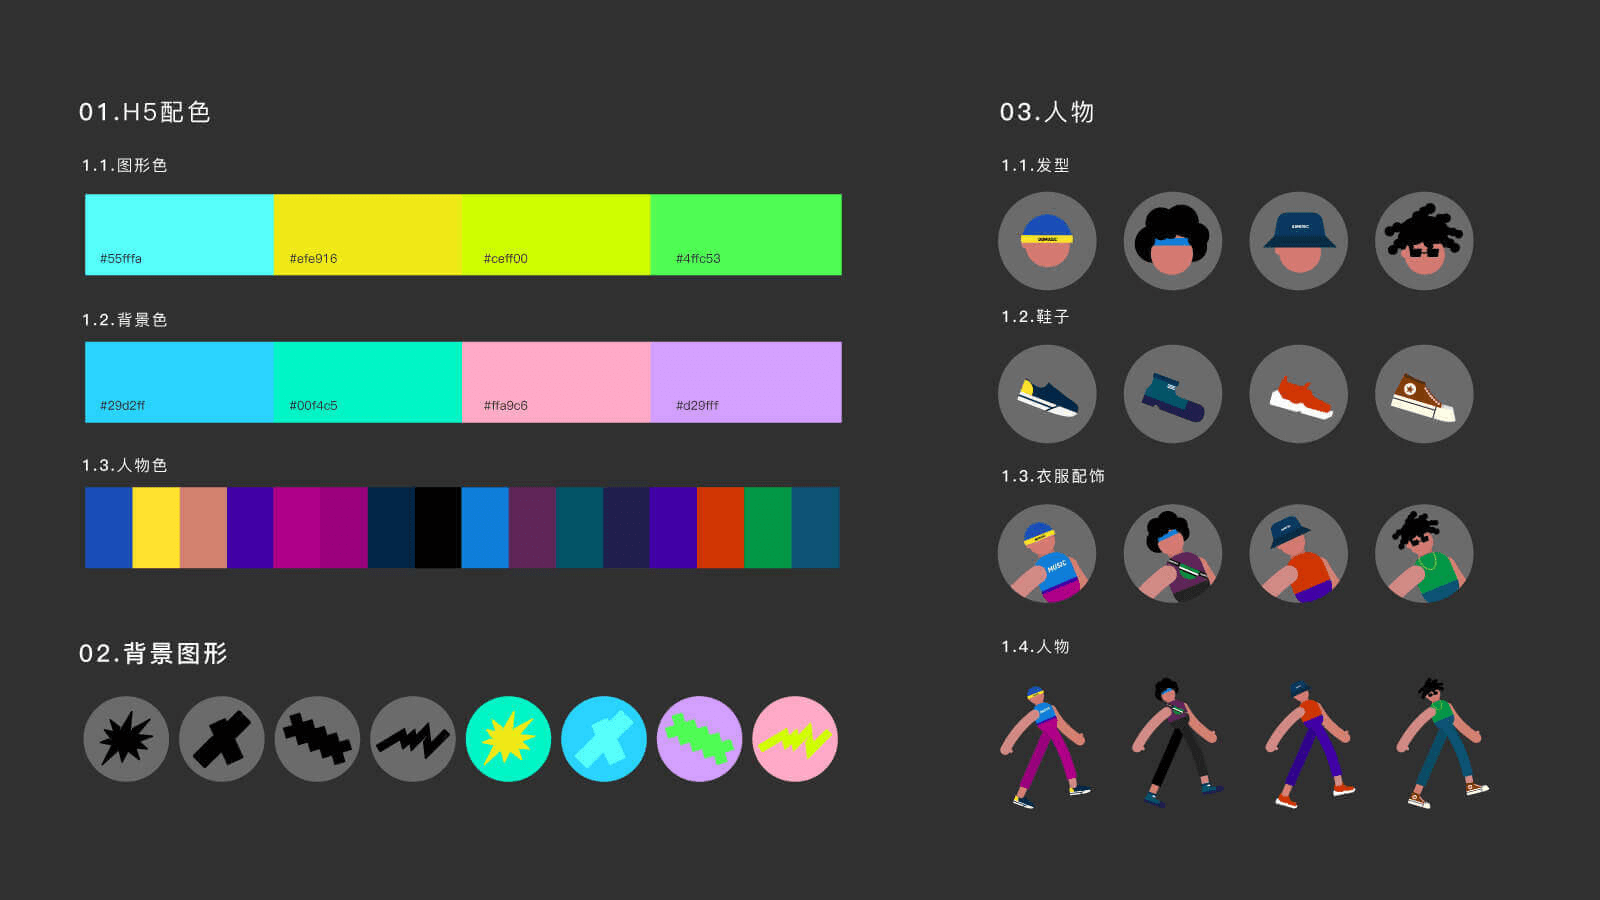 01.H5配色
1.1.图形色
#55fffa
#efe916
#ceff00
#4ffc53
1.2.背景色
#29d2ff
#00f4c5
#ffa9c6
#d29fff
1.3.人物色
02.背景图形
03.人物
1.1.发型
1.2.鞋子
1.3.衣服配饰
MUSIC
1.4.人物